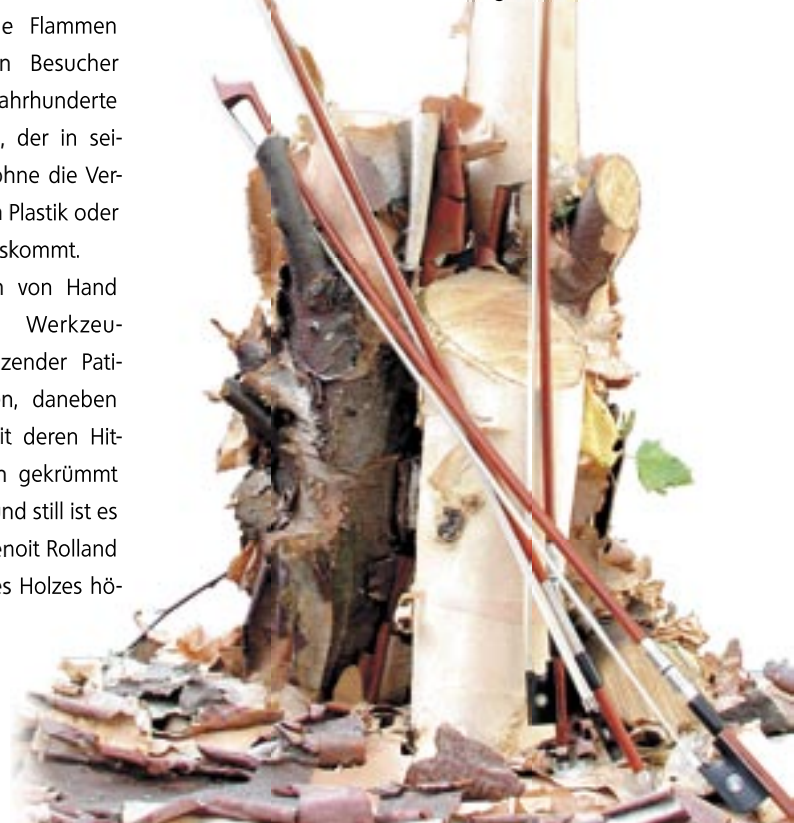 e Flammen
n Besucher
ahrhunderte
, der in sei-
ohne die Ver-
Plastik oder
skommt.
n von Hand
Werkzeu-
zender Pati-
n, daneben
it deren Hit-
n gekrümmt
nd still ist es
enoit Rolland
es Holzes hö-